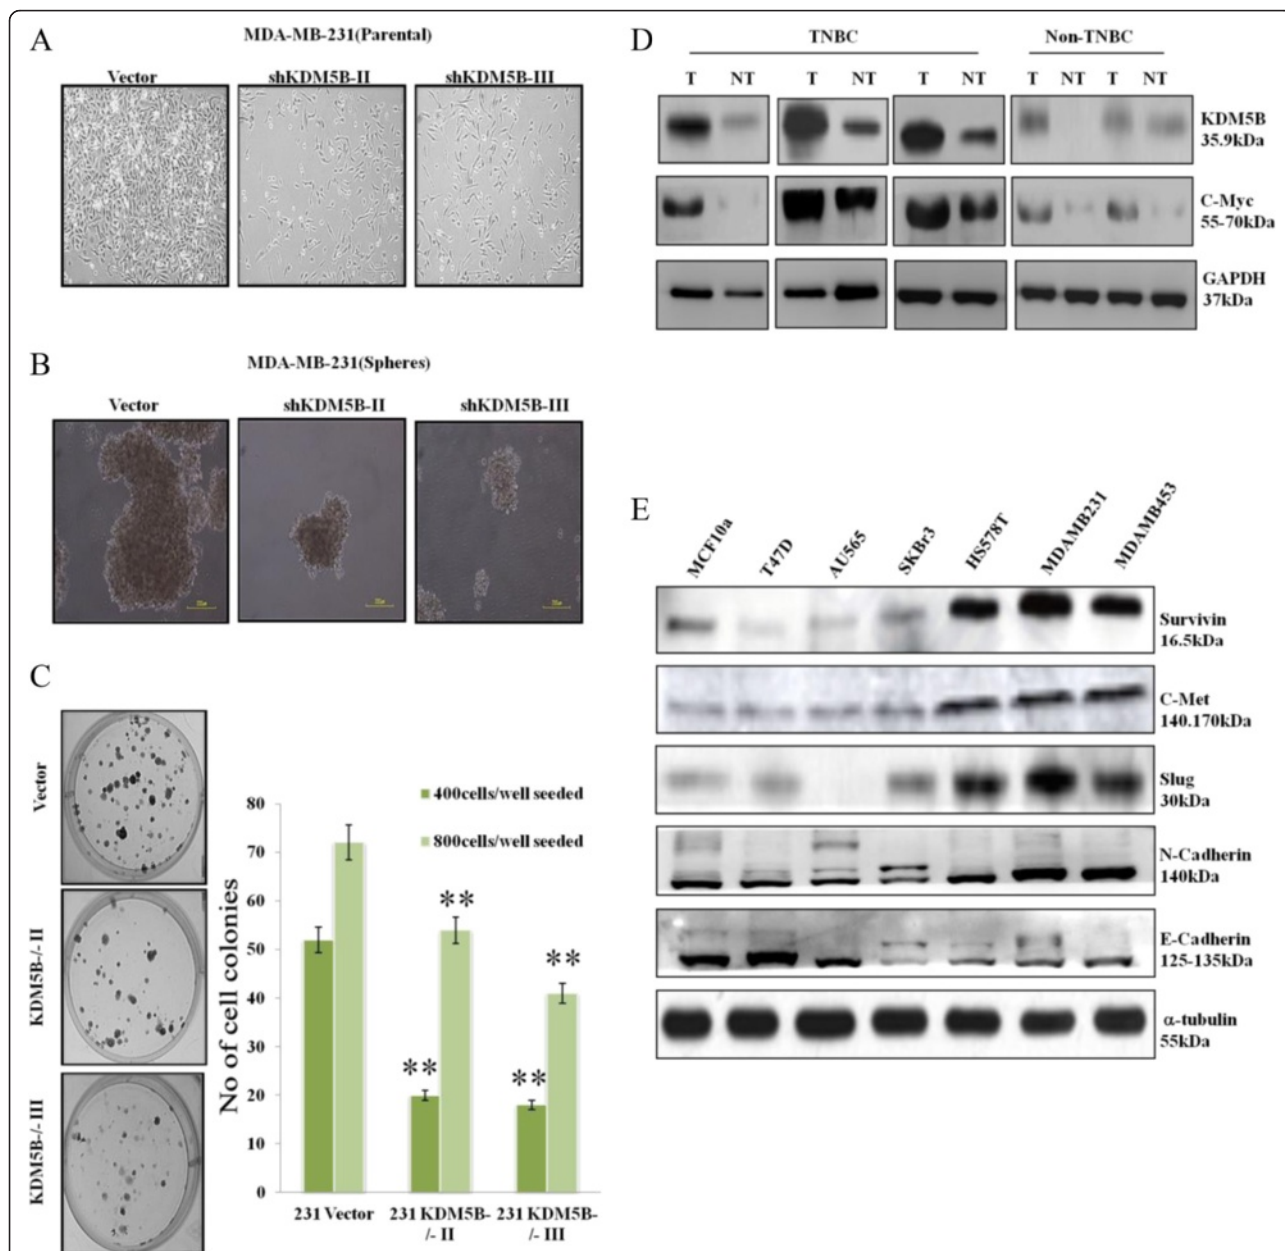 A
MDA-MB-231(Parental)
Vector
shKDM5B-II
shKDM5B-III
B
MDA-MB-231(Spheres)
Vector
shKDM5B-II
shKDM5B-III
C
Vector
KDM5B-/- II
KDM5B-/- III
No of cell colonies
80
70
60
50
40
30
20
10
0
400cells/well seeded
800cells/well seeded
**
**
**
**
231 Vector
231 KDM5B-
/- II
231 KDM5B-
/- III
D
TNBC
Non-TNBC
T NT T NT T NT T NT T NT
KDM5B
35.9kDa
C-Myc
55-70kDa
GAPDH
37kDa
E
MCF10a
T47D
AU565
SKBr3
HS578T
MDAMB231
MDAMB453
Survivin
16.5kDa
C-Met
140.170kDa
Slug
30kDa
N-Cadherin
140kDa
E-Cadherin
125-135kDa
α-tubulin
55kDa